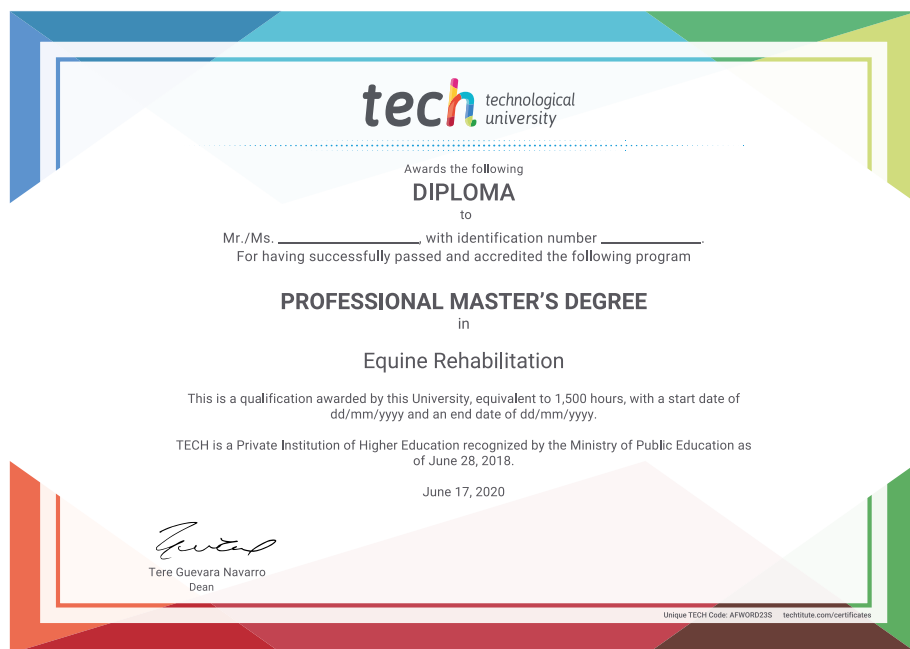 tech technological
university
Awards the following
DIPLOMA
to
Mr./Ms. ____________________, with identification number ______________.
For having successfully passed and accredited the following program
PROFESSIONAL MASTER'S DEGREE
in
Equine Rehabilitation
This is a qualification awarded by this University, equivalent to 1,500 hours, with a start date of
dd/mm/yyyy and an end date of dd/mm/yyyy.
TECH is a Private Institution of Higher Education recognized by the Ministry of Public Education as
of June 28, 2018.
June 17, 2020
Tere Guevara Navarro
Dean
Unique TECH Code: AFWORD23S techtitute.com/certificates